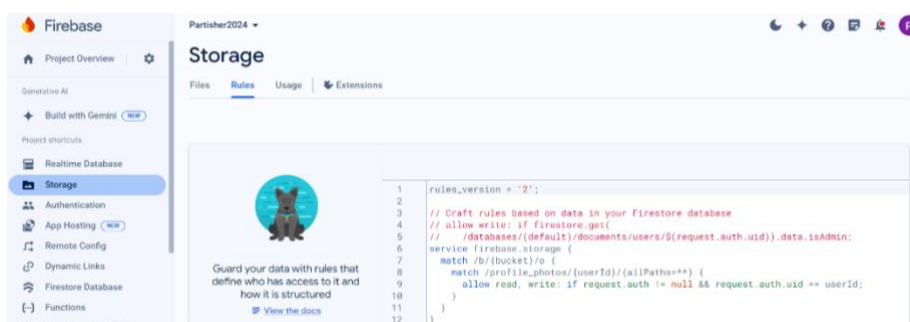 Firebase
Partisher2024
Project Overview
Storage
Files Rules Usage Extensions
Generative AI
Build with Gemini NEW
Project shortcuts
Realtime Database
Storage
Authentication
App Hosting NEW
Remote Config
Dynamic Links
Firestore Database
Functions
Guard your data with rules that
define who has access to it and
how it is structured
View the docs
1 rules_version = '2';
2
3 // Craft rules based on data in your Firestore database
4 // allow write: if firestore.get(
5 // /databases/(default)/documents/users/$(request.auth.uid)).data.isAdmin;
6 service firebase.storage {
7 match /b/{bucket}/o {
8 match /profile_photos/{userId}/{allPaths=**} {
9 allow read, write: if request.auth != null && request.auth.uid == userId;
10 }
11 }
12 }